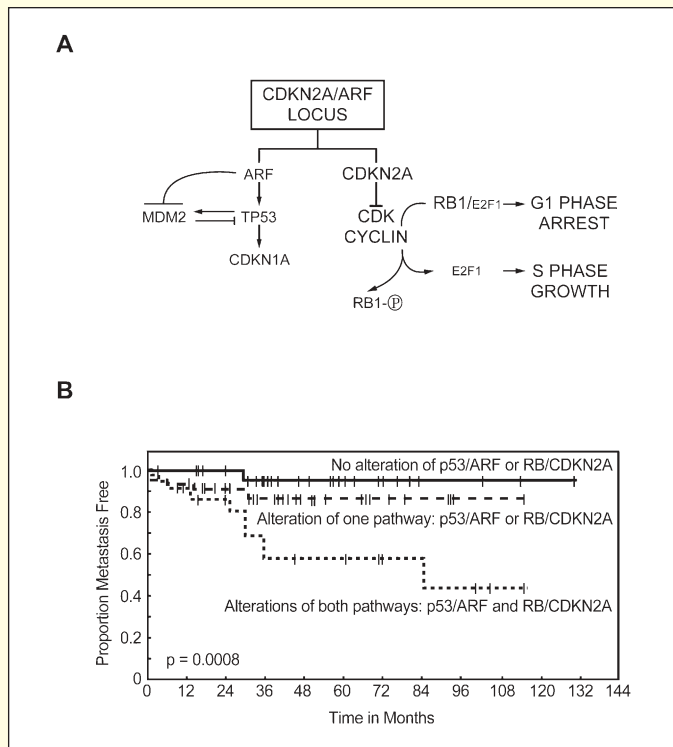 A
CDKN2A/ARF
LOCUS
ARF
CDKN2A
MDM2
TP53
CDK
CYCLIN
RB1/E2F1
G1 PHASE
ARREST
CDKN1A
E2F1
S PHASE
GROWTH
RB1-Ⓟ
B
Proportion Metastasis Free
1.0
0.8
0.6
0.4
0.2
0
No alteration of p53/ARF or RB/CDKN2A
Alteration of one pathway: p53/ARF or RB/CDKN2A
Alterations of both pathways: p53/ARF and RB/CDKN2A
p = 0.0008
0 12 24 36 48 60 72 84 96 108 120 132 144
Time in Months